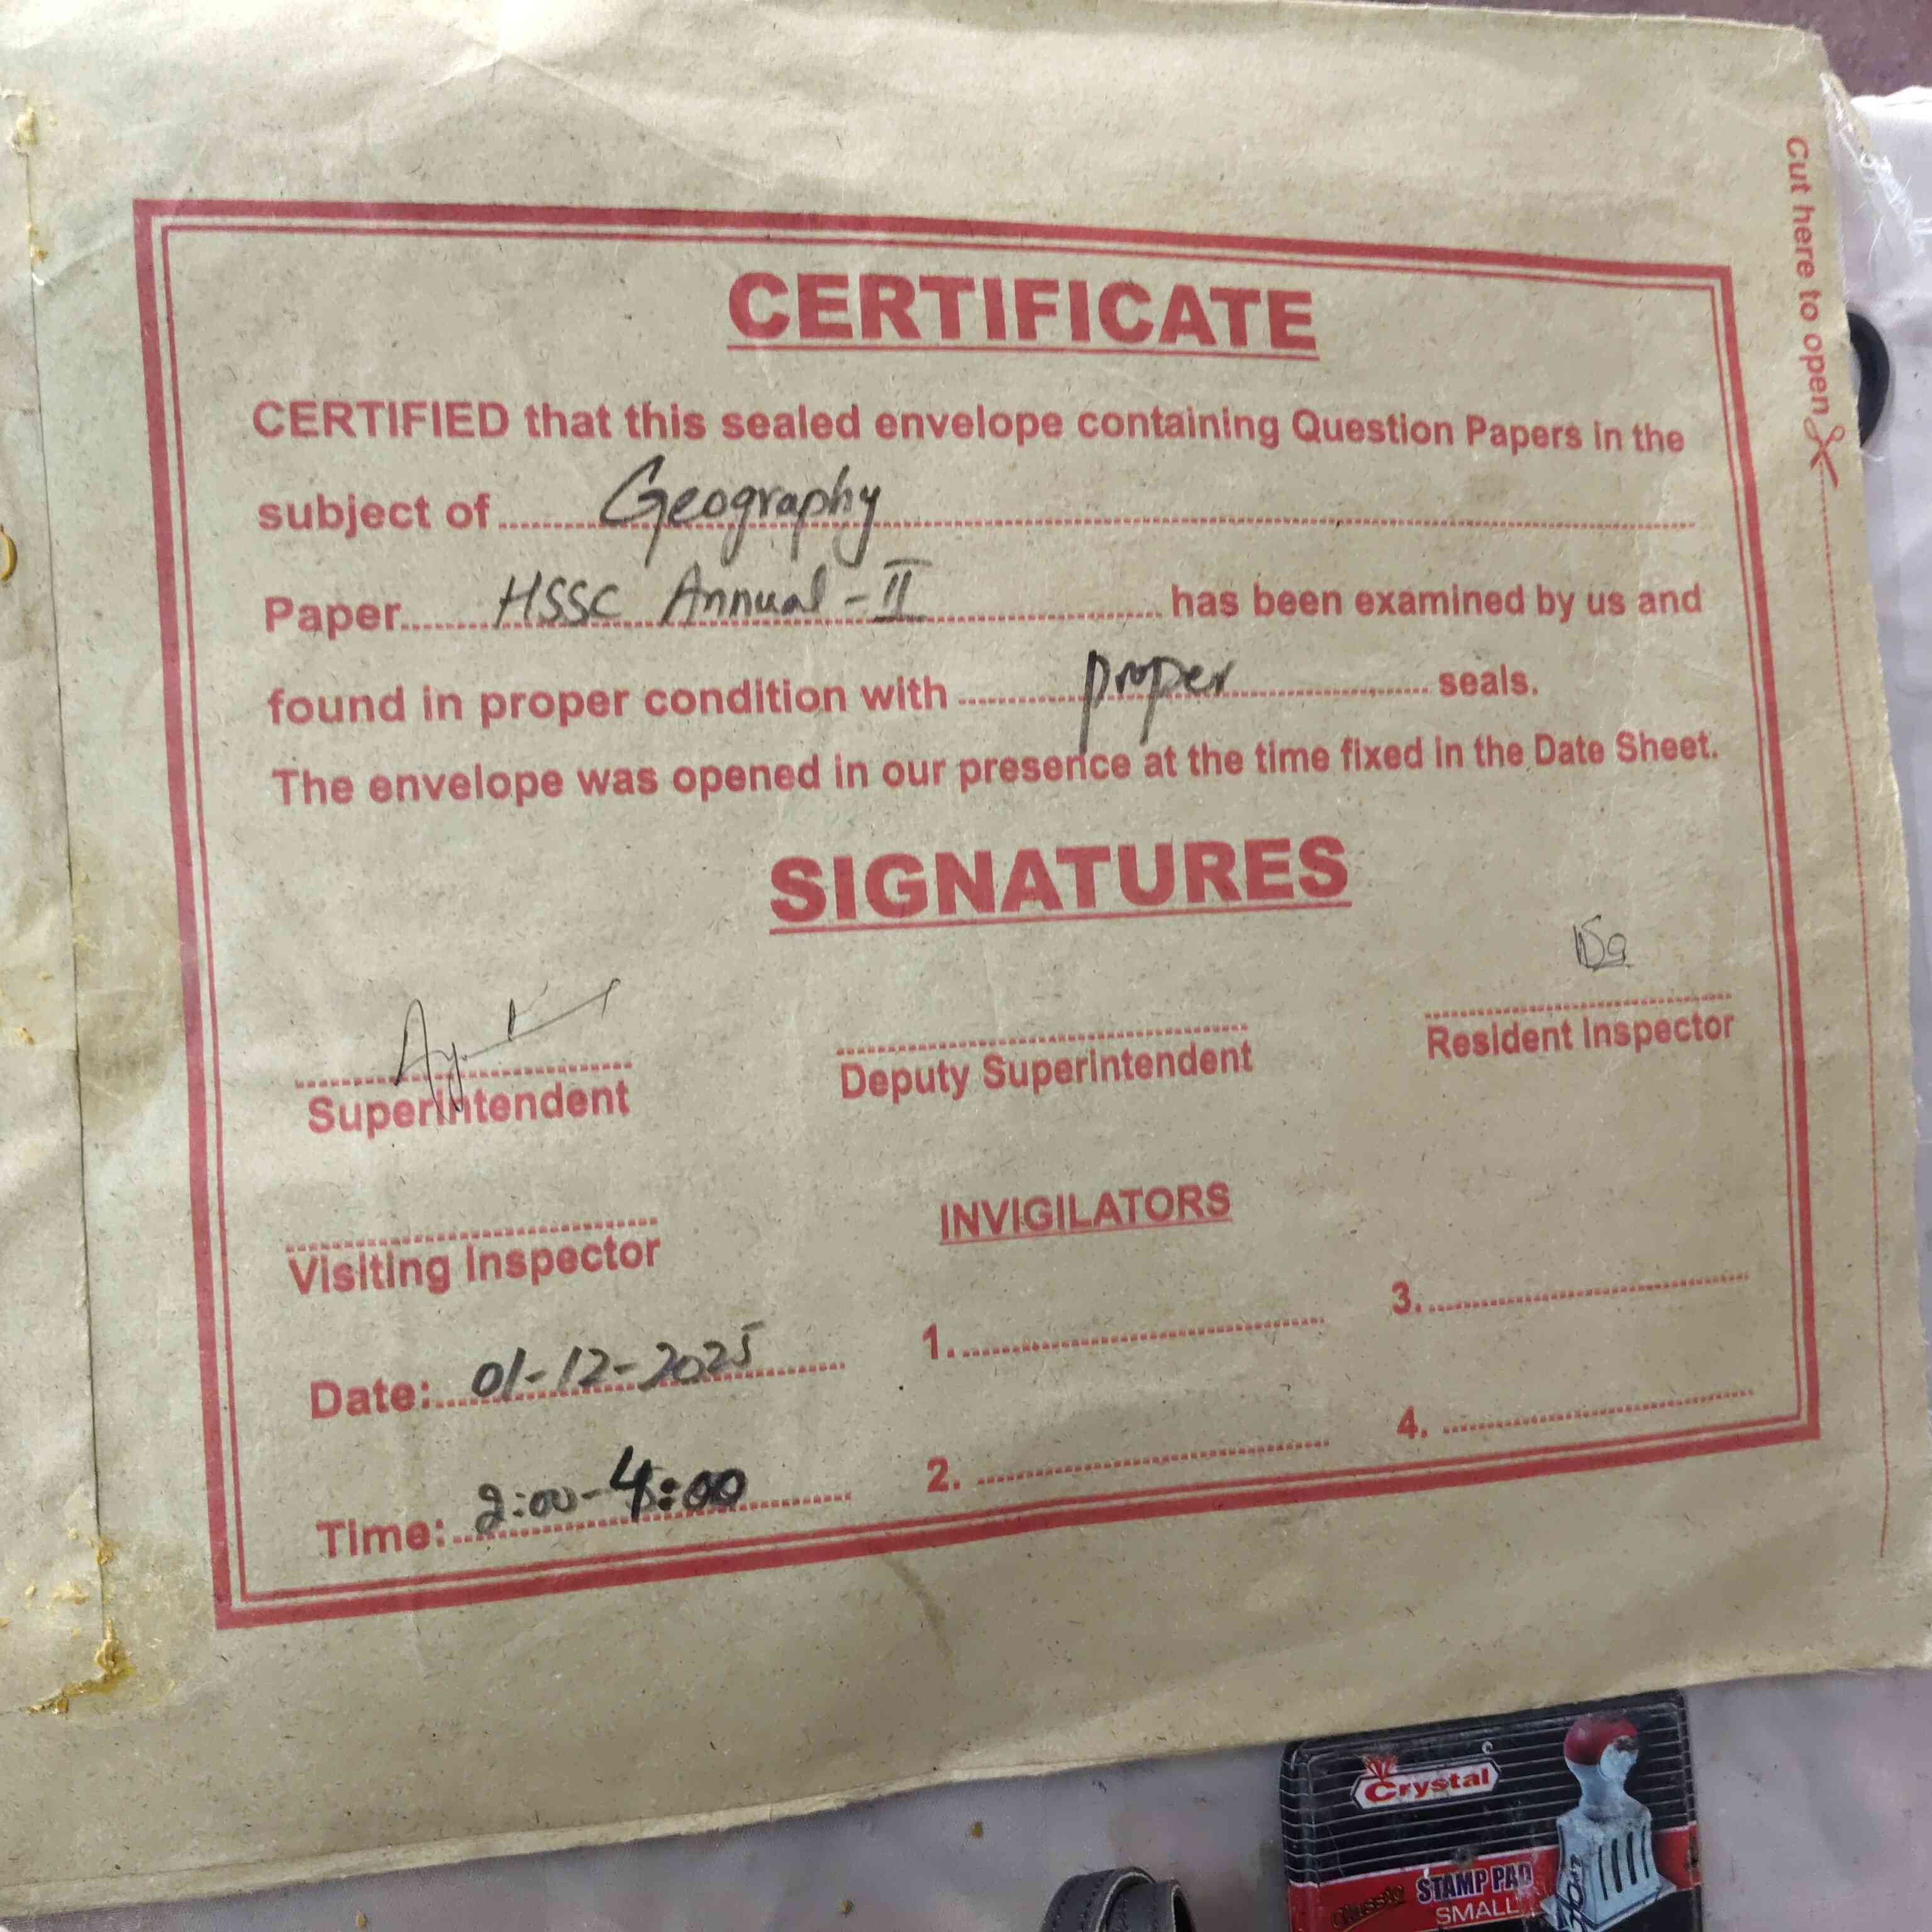 CERTIFICATE
CERTIFIED that this sealed envelope containing Question Papers in the
subject of Geography
Paper HSSC Annual - II has been examined by us and
found in proper condition with proper seals.
The envelope was opened in our presence at the time fixed in the Date Sheet.
SIGNATURES
Superintendent
Deputy Superintendent
Resident Inspector
Visiting Inspector
INVIGILATORS
Date: 01-12-2025
1.
3.
Time: 2:00-4:00
2.
4.
Cut here to open
Crystal
Classic STAMP PAD
SMALL